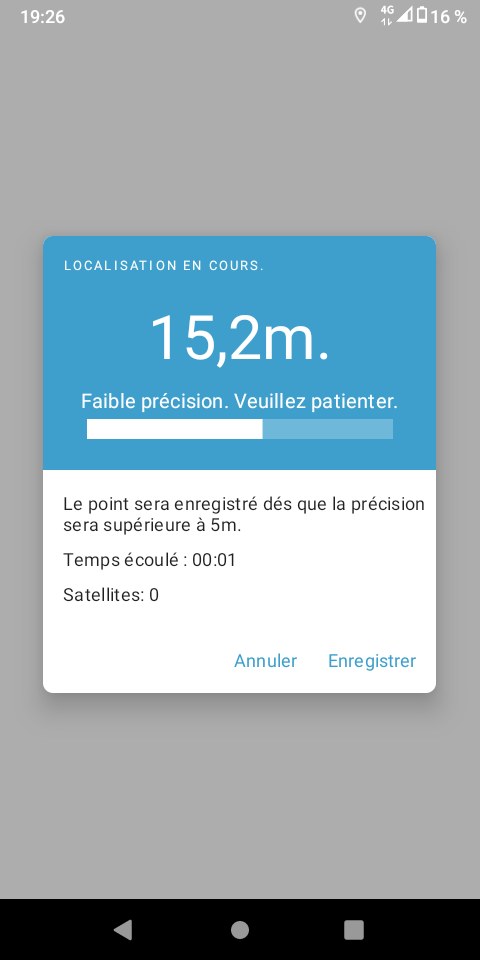 19:26
4G
16 %
LOCALISATION EN COURS.
15,2m.
Faible précision. Veuillez patienter.
Le point sera enregistré dés que la précision
sera supérieure à 5m.
Temps écoulé : 00:01
Satellites: 0
Annuler
Enregistrer